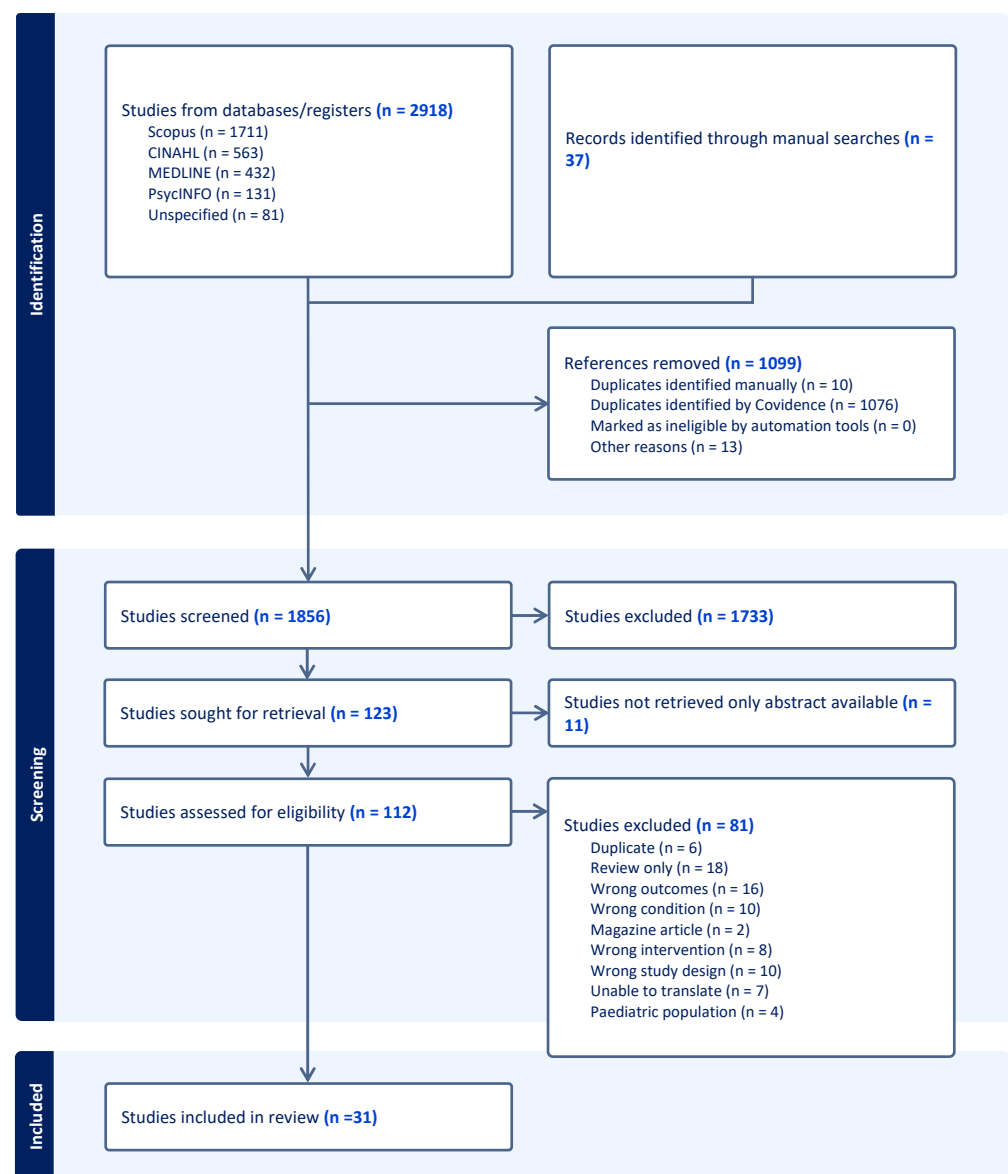 Identification
Studies from databases/registers (n = 2918)
Scopus (n = 1711)
CINAHL (n = 563)
MEDLINE (n = 432)
PsycINFO (n = 131)
Unspecified (n = 81)
Records identified through manual searches (n =
37)
References removed (n = 1099)
Duplicates identified manually (n = 10)
Duplicates identified by Covidence (n = 1076)
Marked as ineligible by automation tools (n = 0)
Other reasons (n = 13)
Screening
Studies screened (n = 1856)
Studies excluded (n = 1733)
Studies sought for retrieval (n = 123)
Studies not retrieved only abstract available (n =
11)
Studies assessed for eligibility (n = 112)
Studies excluded (n = 81)
Duplicate (n = 6)
Review only (n = 18)
Wrong outcomes (n = 16)
Wrong condition (n = 10)
Magazine article (n = 2)
Wrong intervention (n = 8)
Wrong study design (n = 10)
Unable to translate (n = 7)
Paediatric population (n = 4)
Included
Studies included in review (n =31)